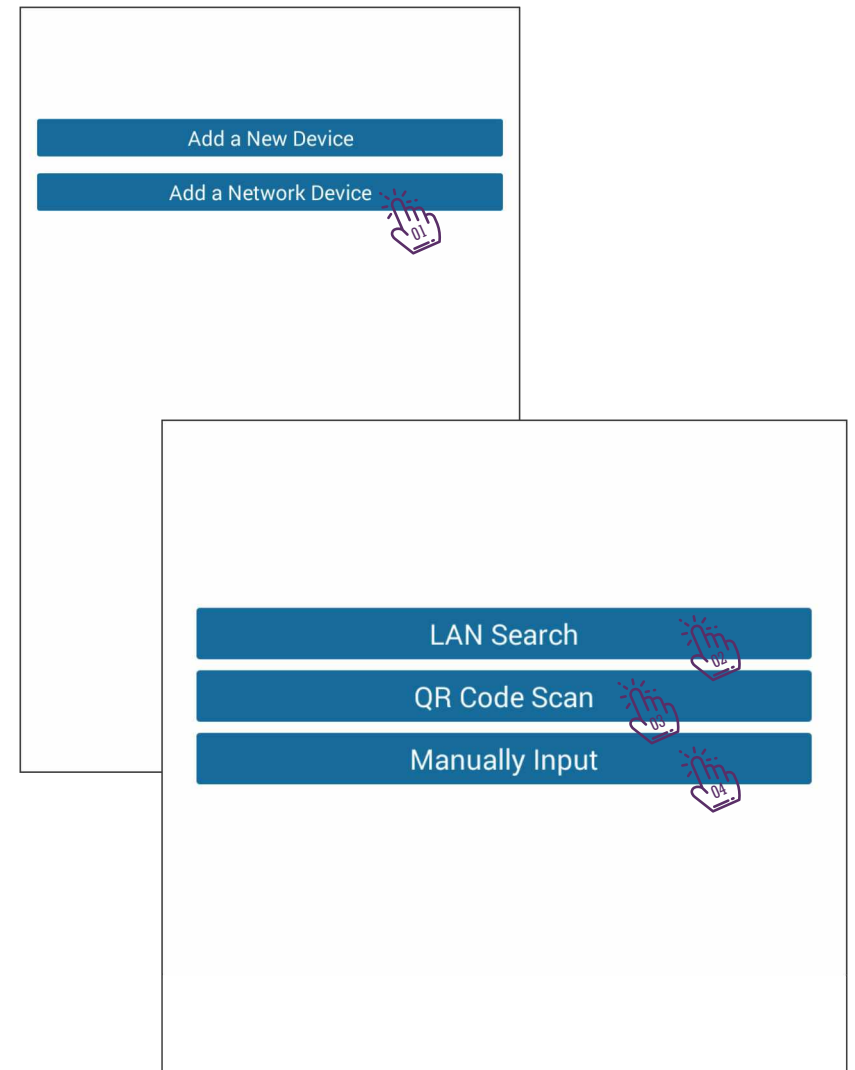 Add a New Device
Add a Network Device
01
LAN Search
02
QR Code Scan
03
Manually Input
04